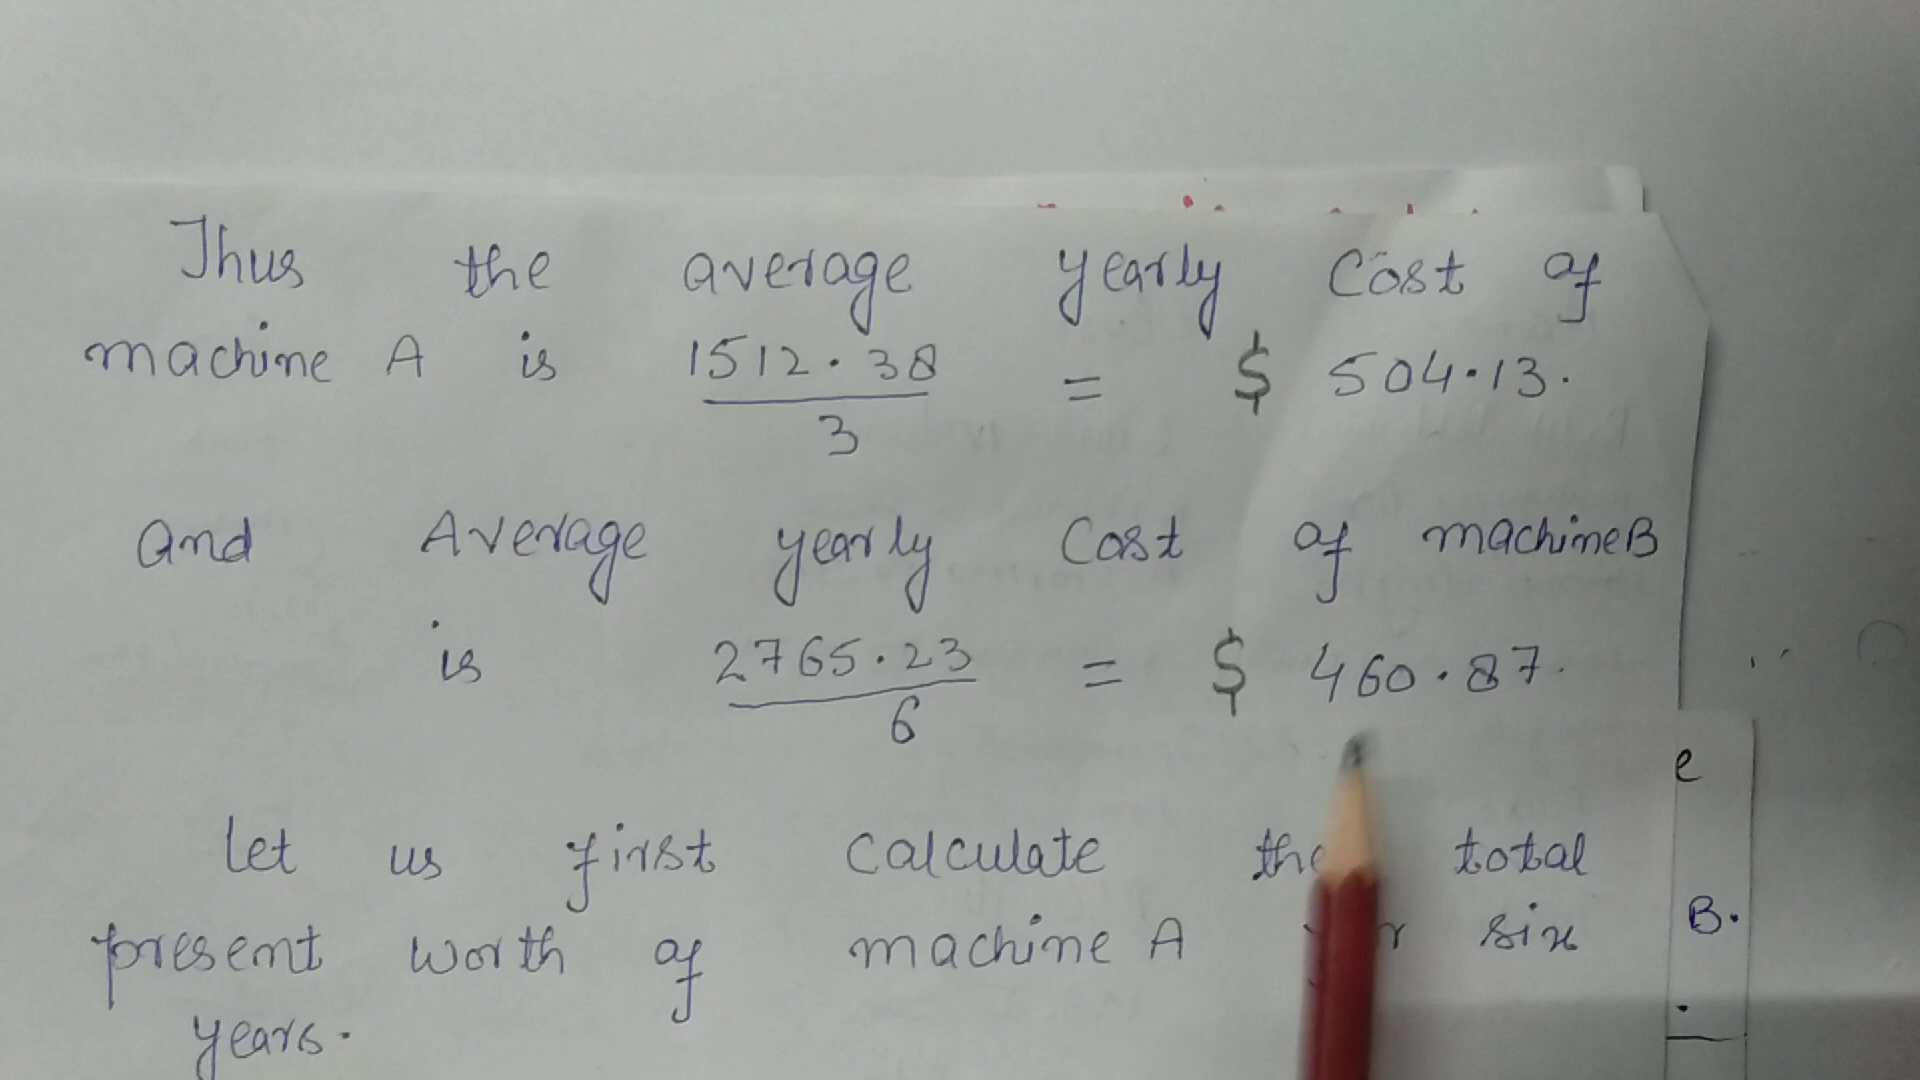 Thus the average yearly Cost of
machine A is 1512.38 / 3 = $ 504.13.
and Average yearly Cost of machine B
is 2765.23 / 6 = $ 460.87.
Let us first Calculate the total
present worth of machine A six
years.
e
B.